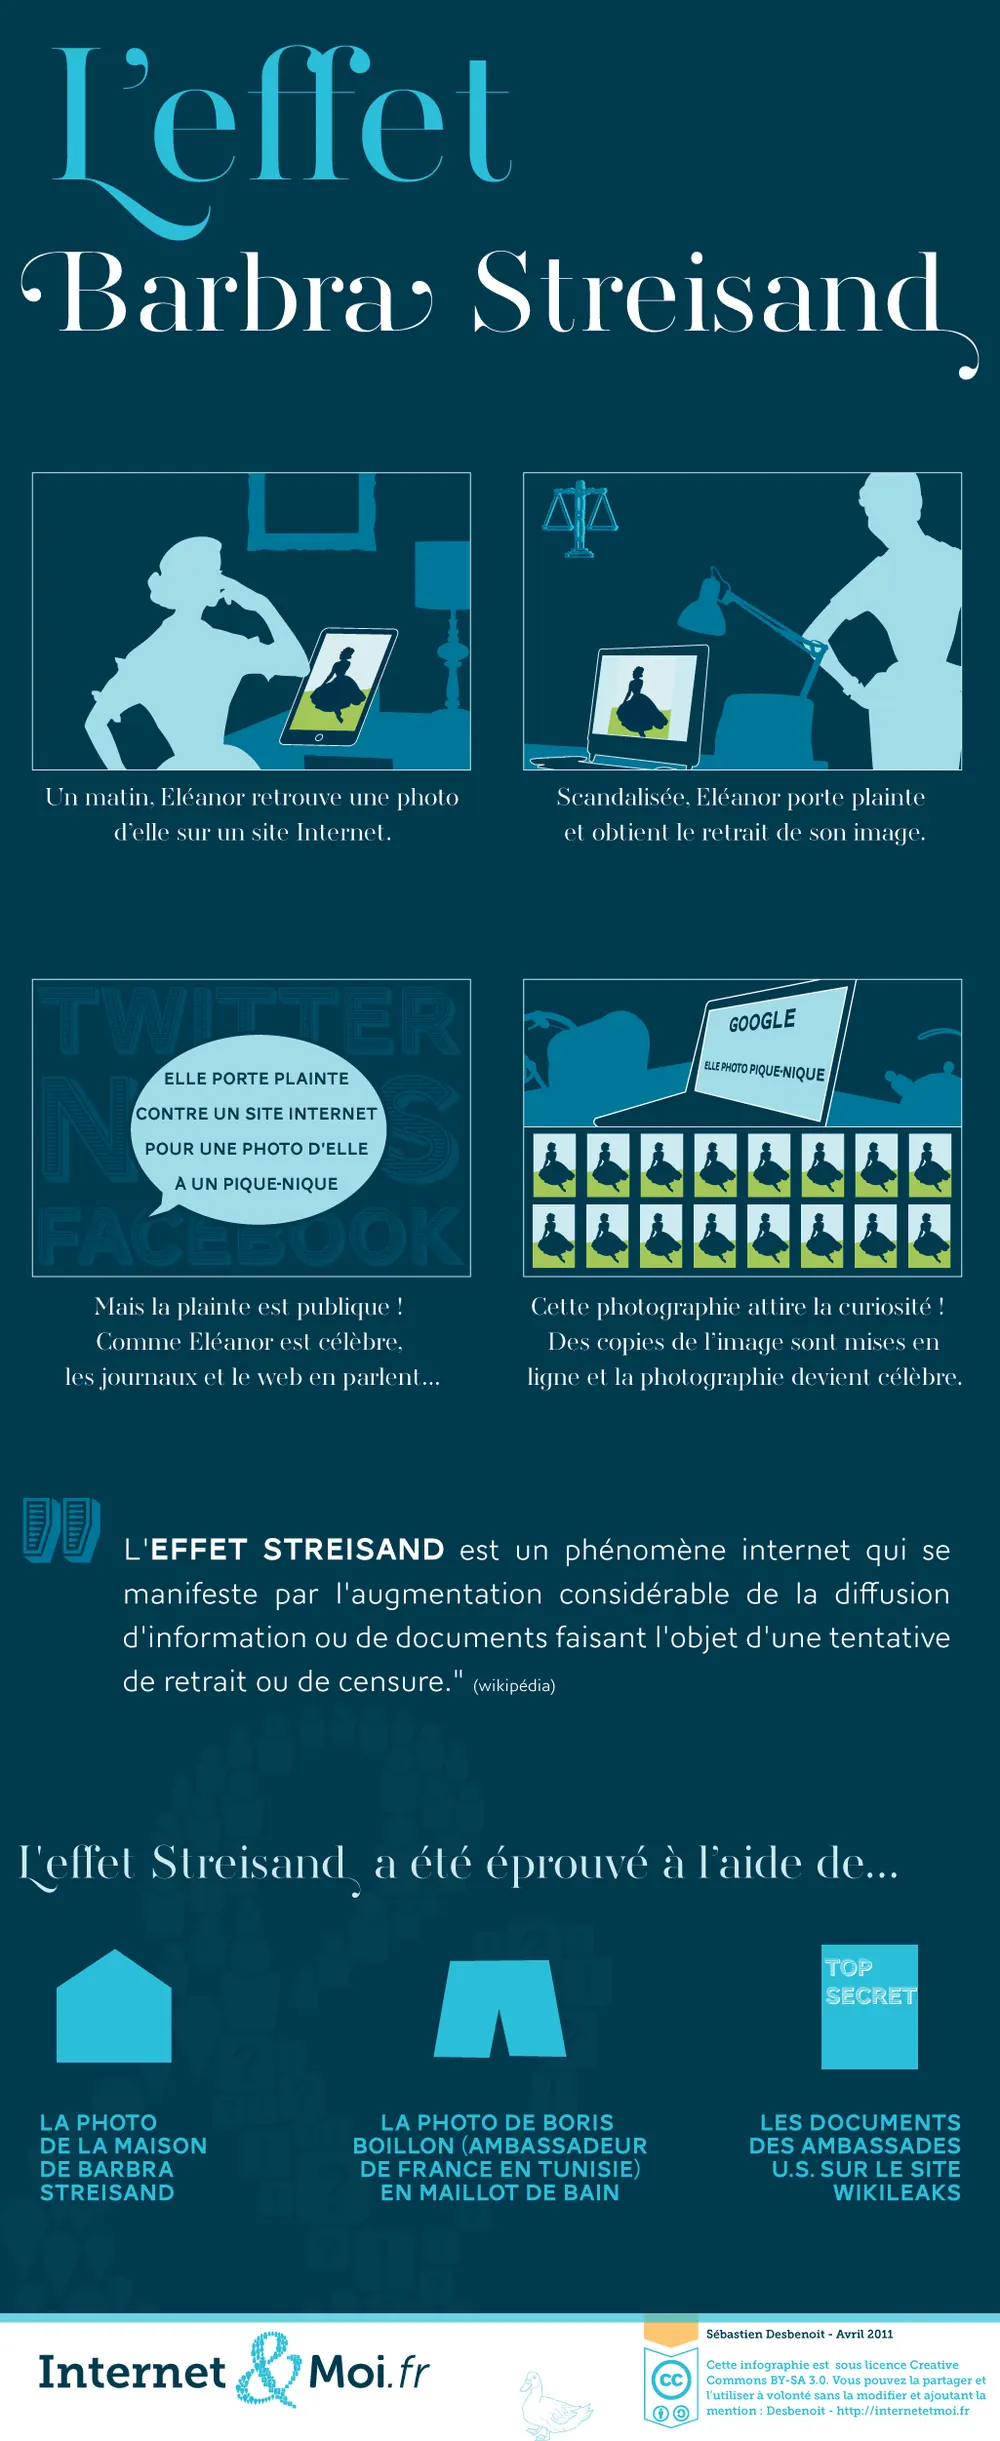 L'effet
Barbra Streisand
Un matin, Eléanor retrouve une photo
d'elle sur un site Internet.
Scandalisée, Eléanor porte plainte
et obtient le retrait de son image.
TWITTER
FACEBOOK
ELLE PORTE PLAINTE
CONTRE UN SITE INTERNET
POUR UNE PHOTO D'ELLE
À UN PIQUE-NIQUE
GOOGLE
ELLE PHOTO PIQUE-NIQUE
Mais la plainte est publique !
Comme Eléanor est célèbre,
les journaux et le web en parlent...
Cette photographie attire la curiosité !
Des copies de l'image sont mises en
ligne et la photographie devient célèbre.
L'EFFET STREISAND est un phénomène internet qui se
manifeste par l'augmentation considérable de la diffusion
d'information ou de documents faisant l'objet d'une tentative
de retrait ou de censure." (wikipédia)
L'effet Streisand a été éprouvé à l'aide de...
TOP
SECRET
LA PHOTO
DE LA MAISON
DE BARBRA
STREISAND
LA PHOTO DE BORIS
BOILLON (AMBASSADEUR
DE FRANCE EN TUNISIE)
EN MAILLOT DE BAIN
LES DOCUMENTS
DES AMBASSADES
U.S. SUR LE SITE
WIKILEAKS
Internet & Moi.fr
Sébastien Desbenoit - Avril 2011
cc
Cette infographie est sous licence Creative
Commons BY-SA 3.0. Vous pouvez la partager et
l'utiliser à volonté sans la modifier et ajoutant la
mention : Desbenoit - http://internetetmoi.fr